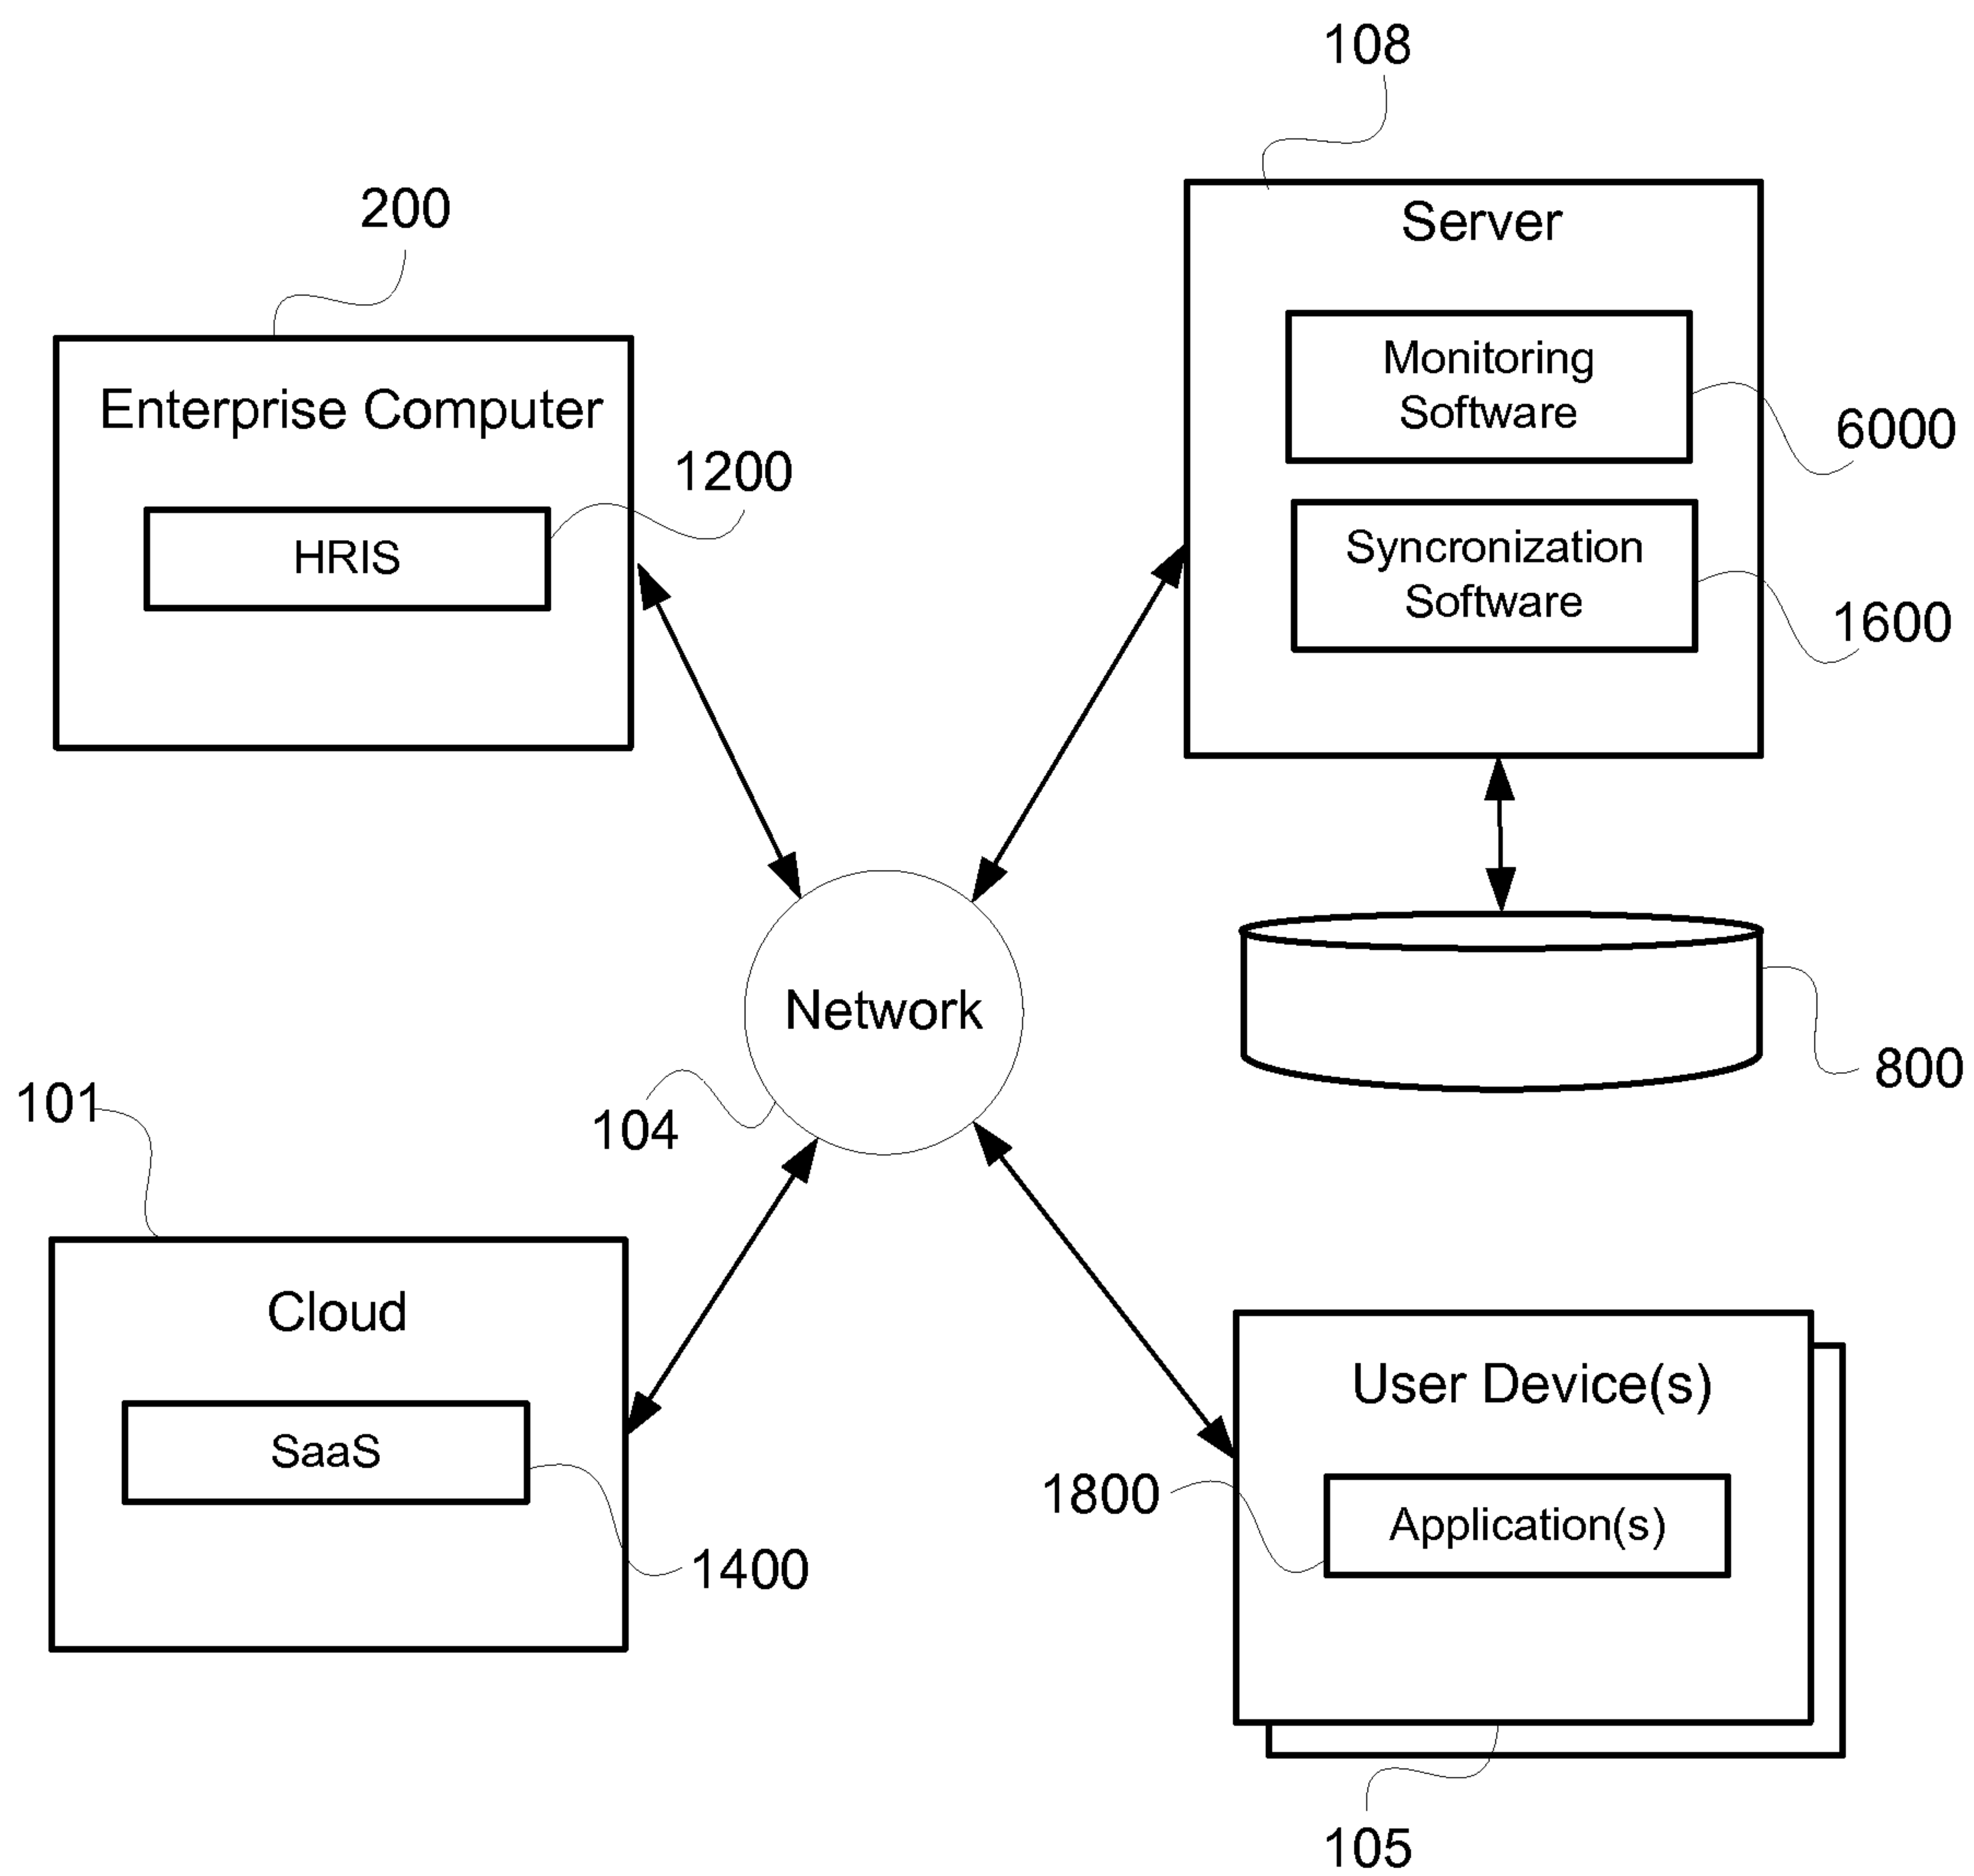 108
200
Server
Enterprise Computer
Monitoring
Software
6000
1200
HRIS
Syncronization
Software
1600
Network
800
101
104
Cloud
User Device(s)
SaaS
1800
Application(s)
1400
105